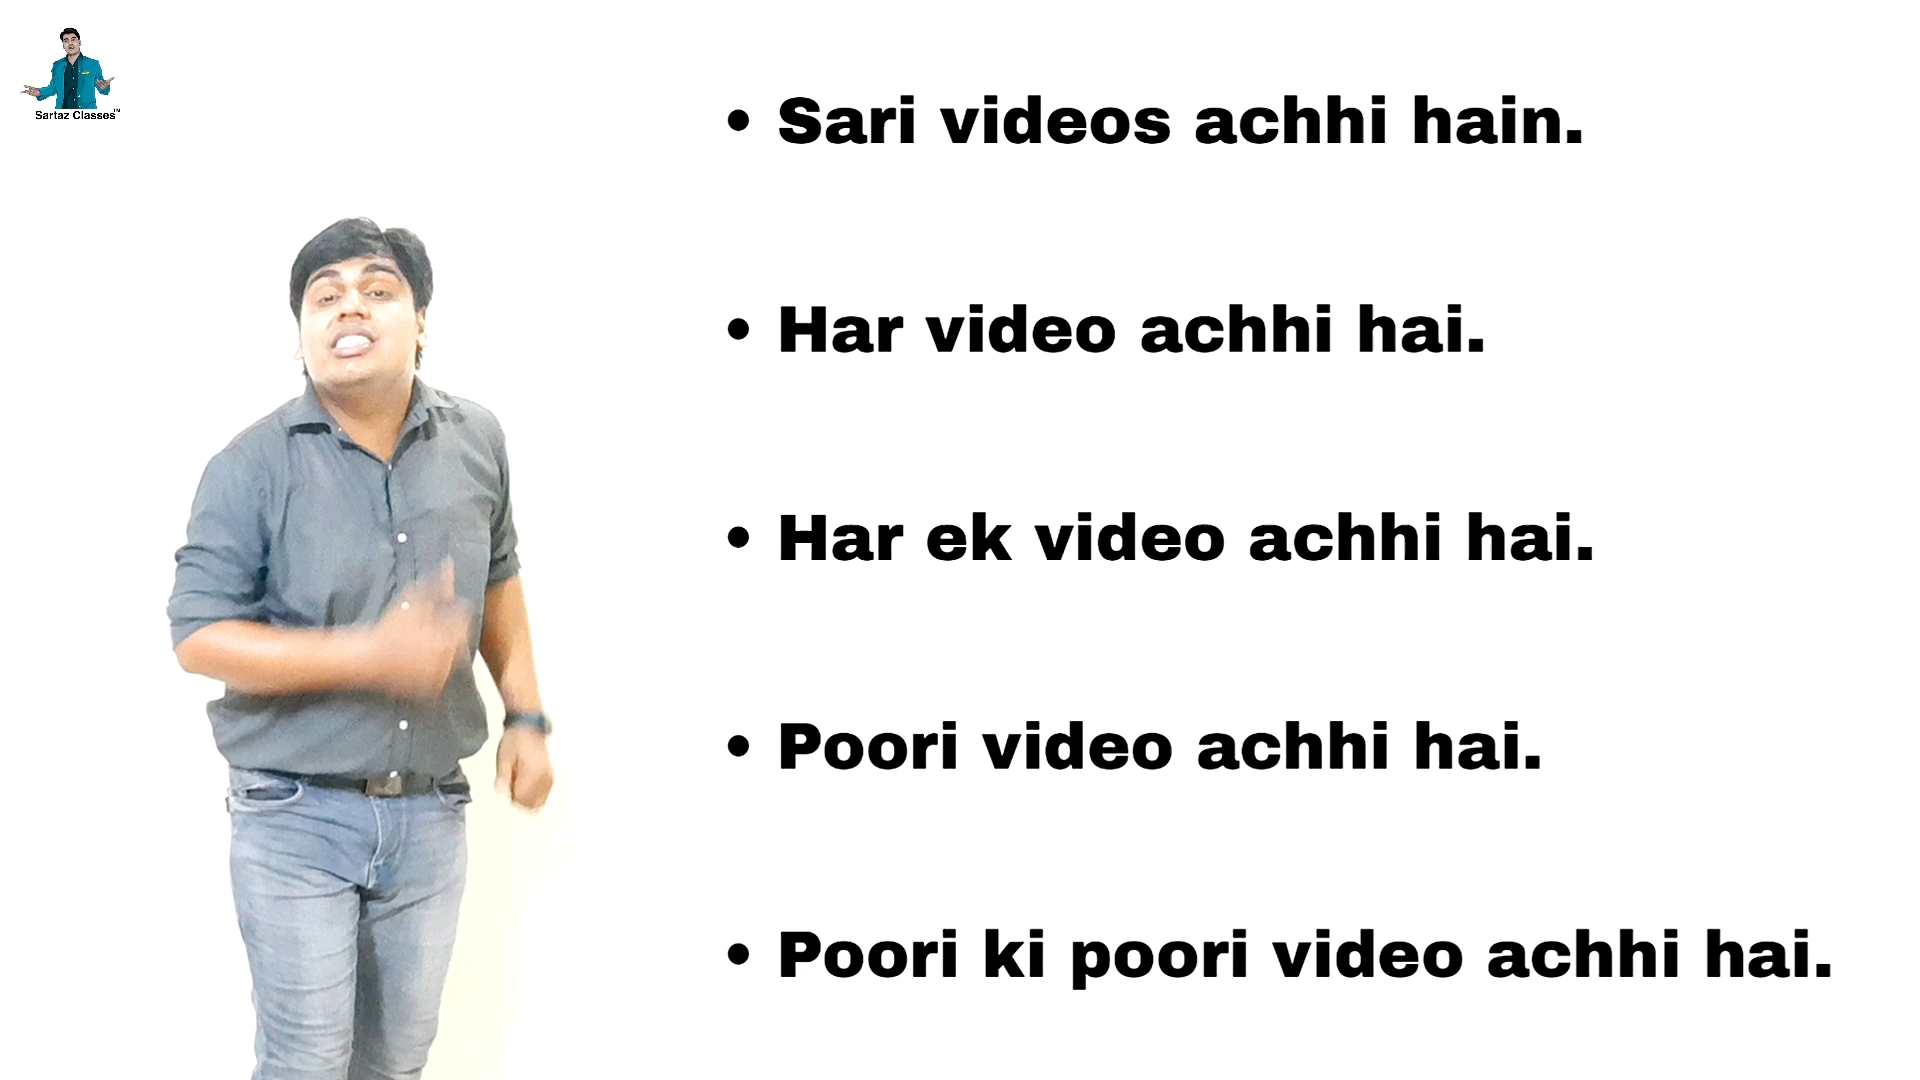 Sartaz Classes™
• Sari videos achhi hain.
• Har video achhi hai.
• Har ek video achhi hai.
• Poori video achhi hai.
• Poori ki poori video achhi hai.